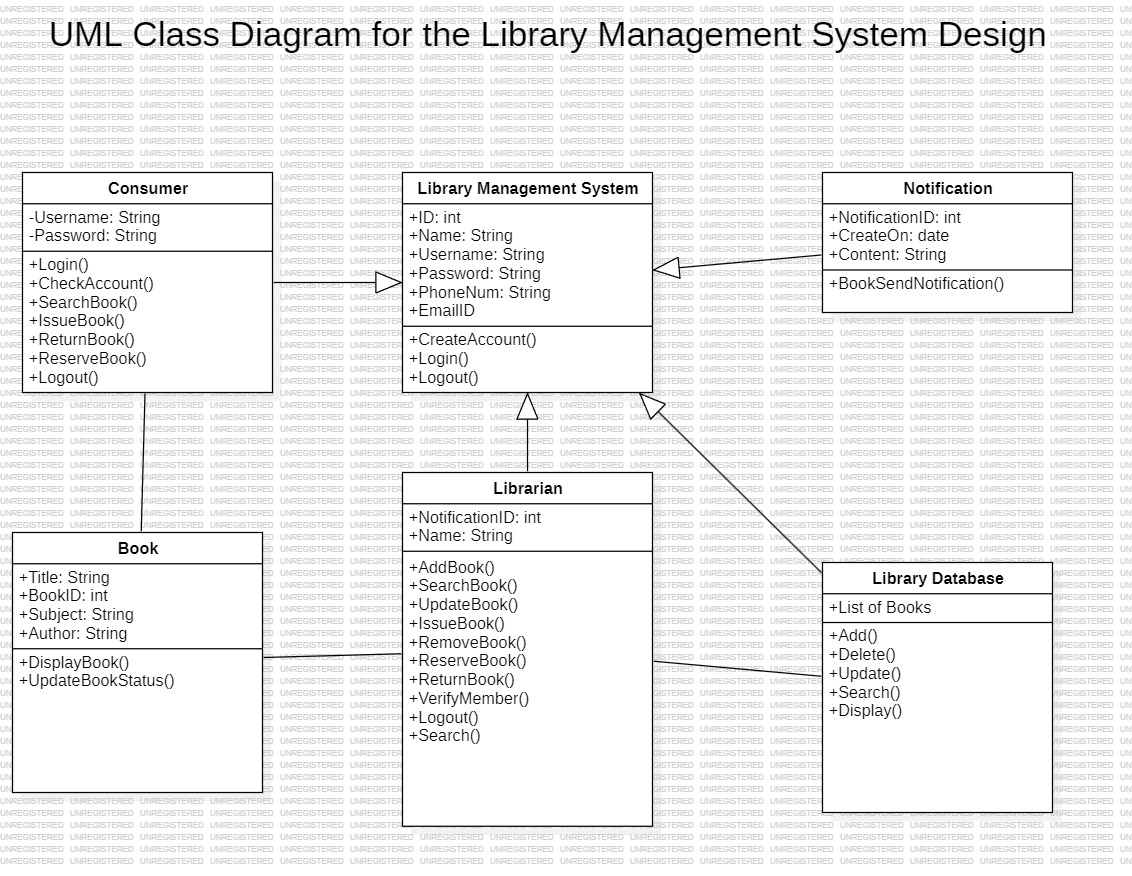 UML Class Diagram for the Library Management System Design
Consumer
-Username: String
-Password: String
+Login()
+CheckAccount()
+SearchBook()
+IssueBook()
+ReturnBook()
+ReserveBook()
+Logout()
Library Management System
+ID: int
+Name: String
+Username: String
+Password: String
+PhoneNum: String
+EmailID
+CreateAccount()
+Login()
+Logout()
Notification
+NotificationID: int
+CreateOn: date
+Content: String
+BookSendNotification()
Book
+Title: String
+BookID: int
+Subject: String
+Author: String
+DisplayBook()
+UpdateBookStatus()
Librarian
+NotificationID: int
+Name: String
+AddBook()
+SearchBook()
+UpdateBook()
+IssueBook()
+RemoveBook()
+ReserveBook()
+ReturnBook()
+VerifyMember()
+Logout()
+Search()
Library Database
+List of Books
+Add()
+Delete()
+Update()
+Search()
+Display()
UNREGISTERED